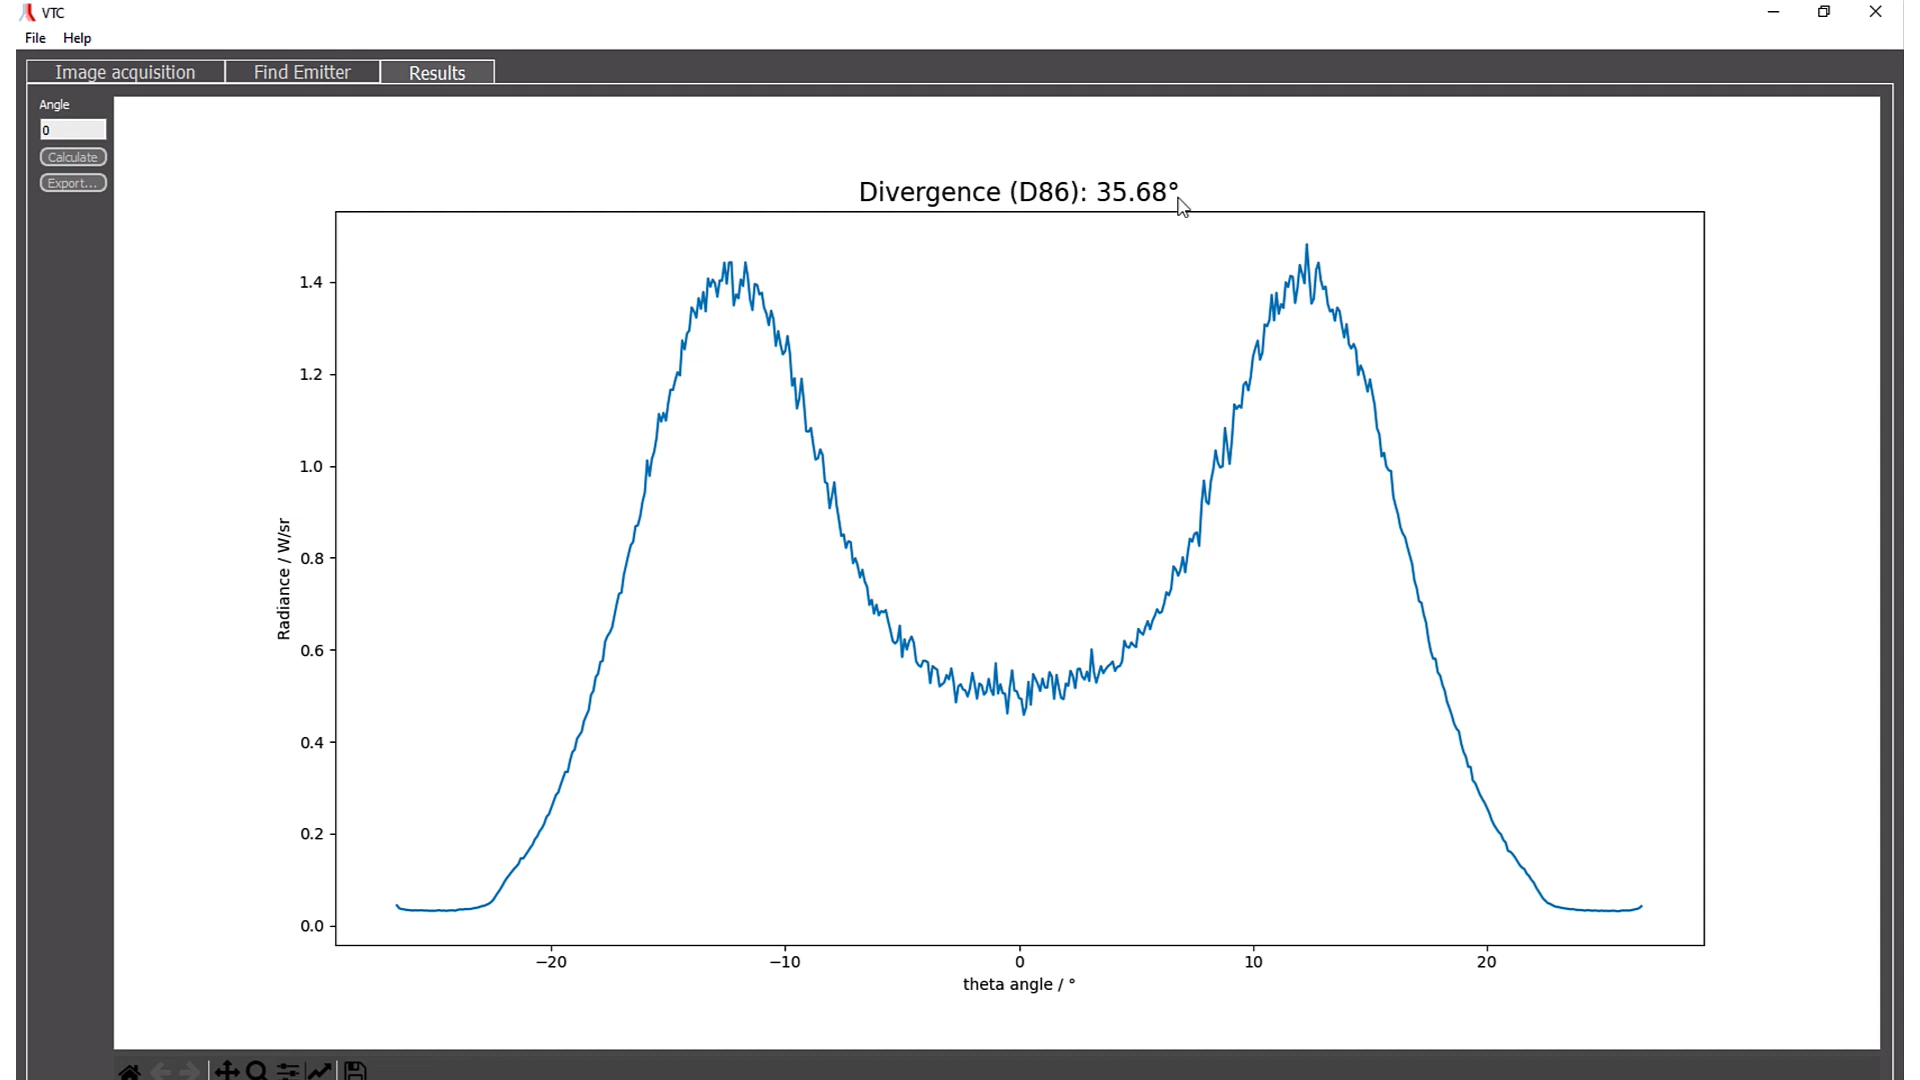 VTC
File Help
Image acquisition Find Emitter Results
Angle
0
Calculate
Export...
Divergence (D86): 35.68°
1.4
1.2
1.0
0.8
0.6
0.4
0.2
0.0
Radiance / W/sr
−20 −10 0 10 20
theta angle / °